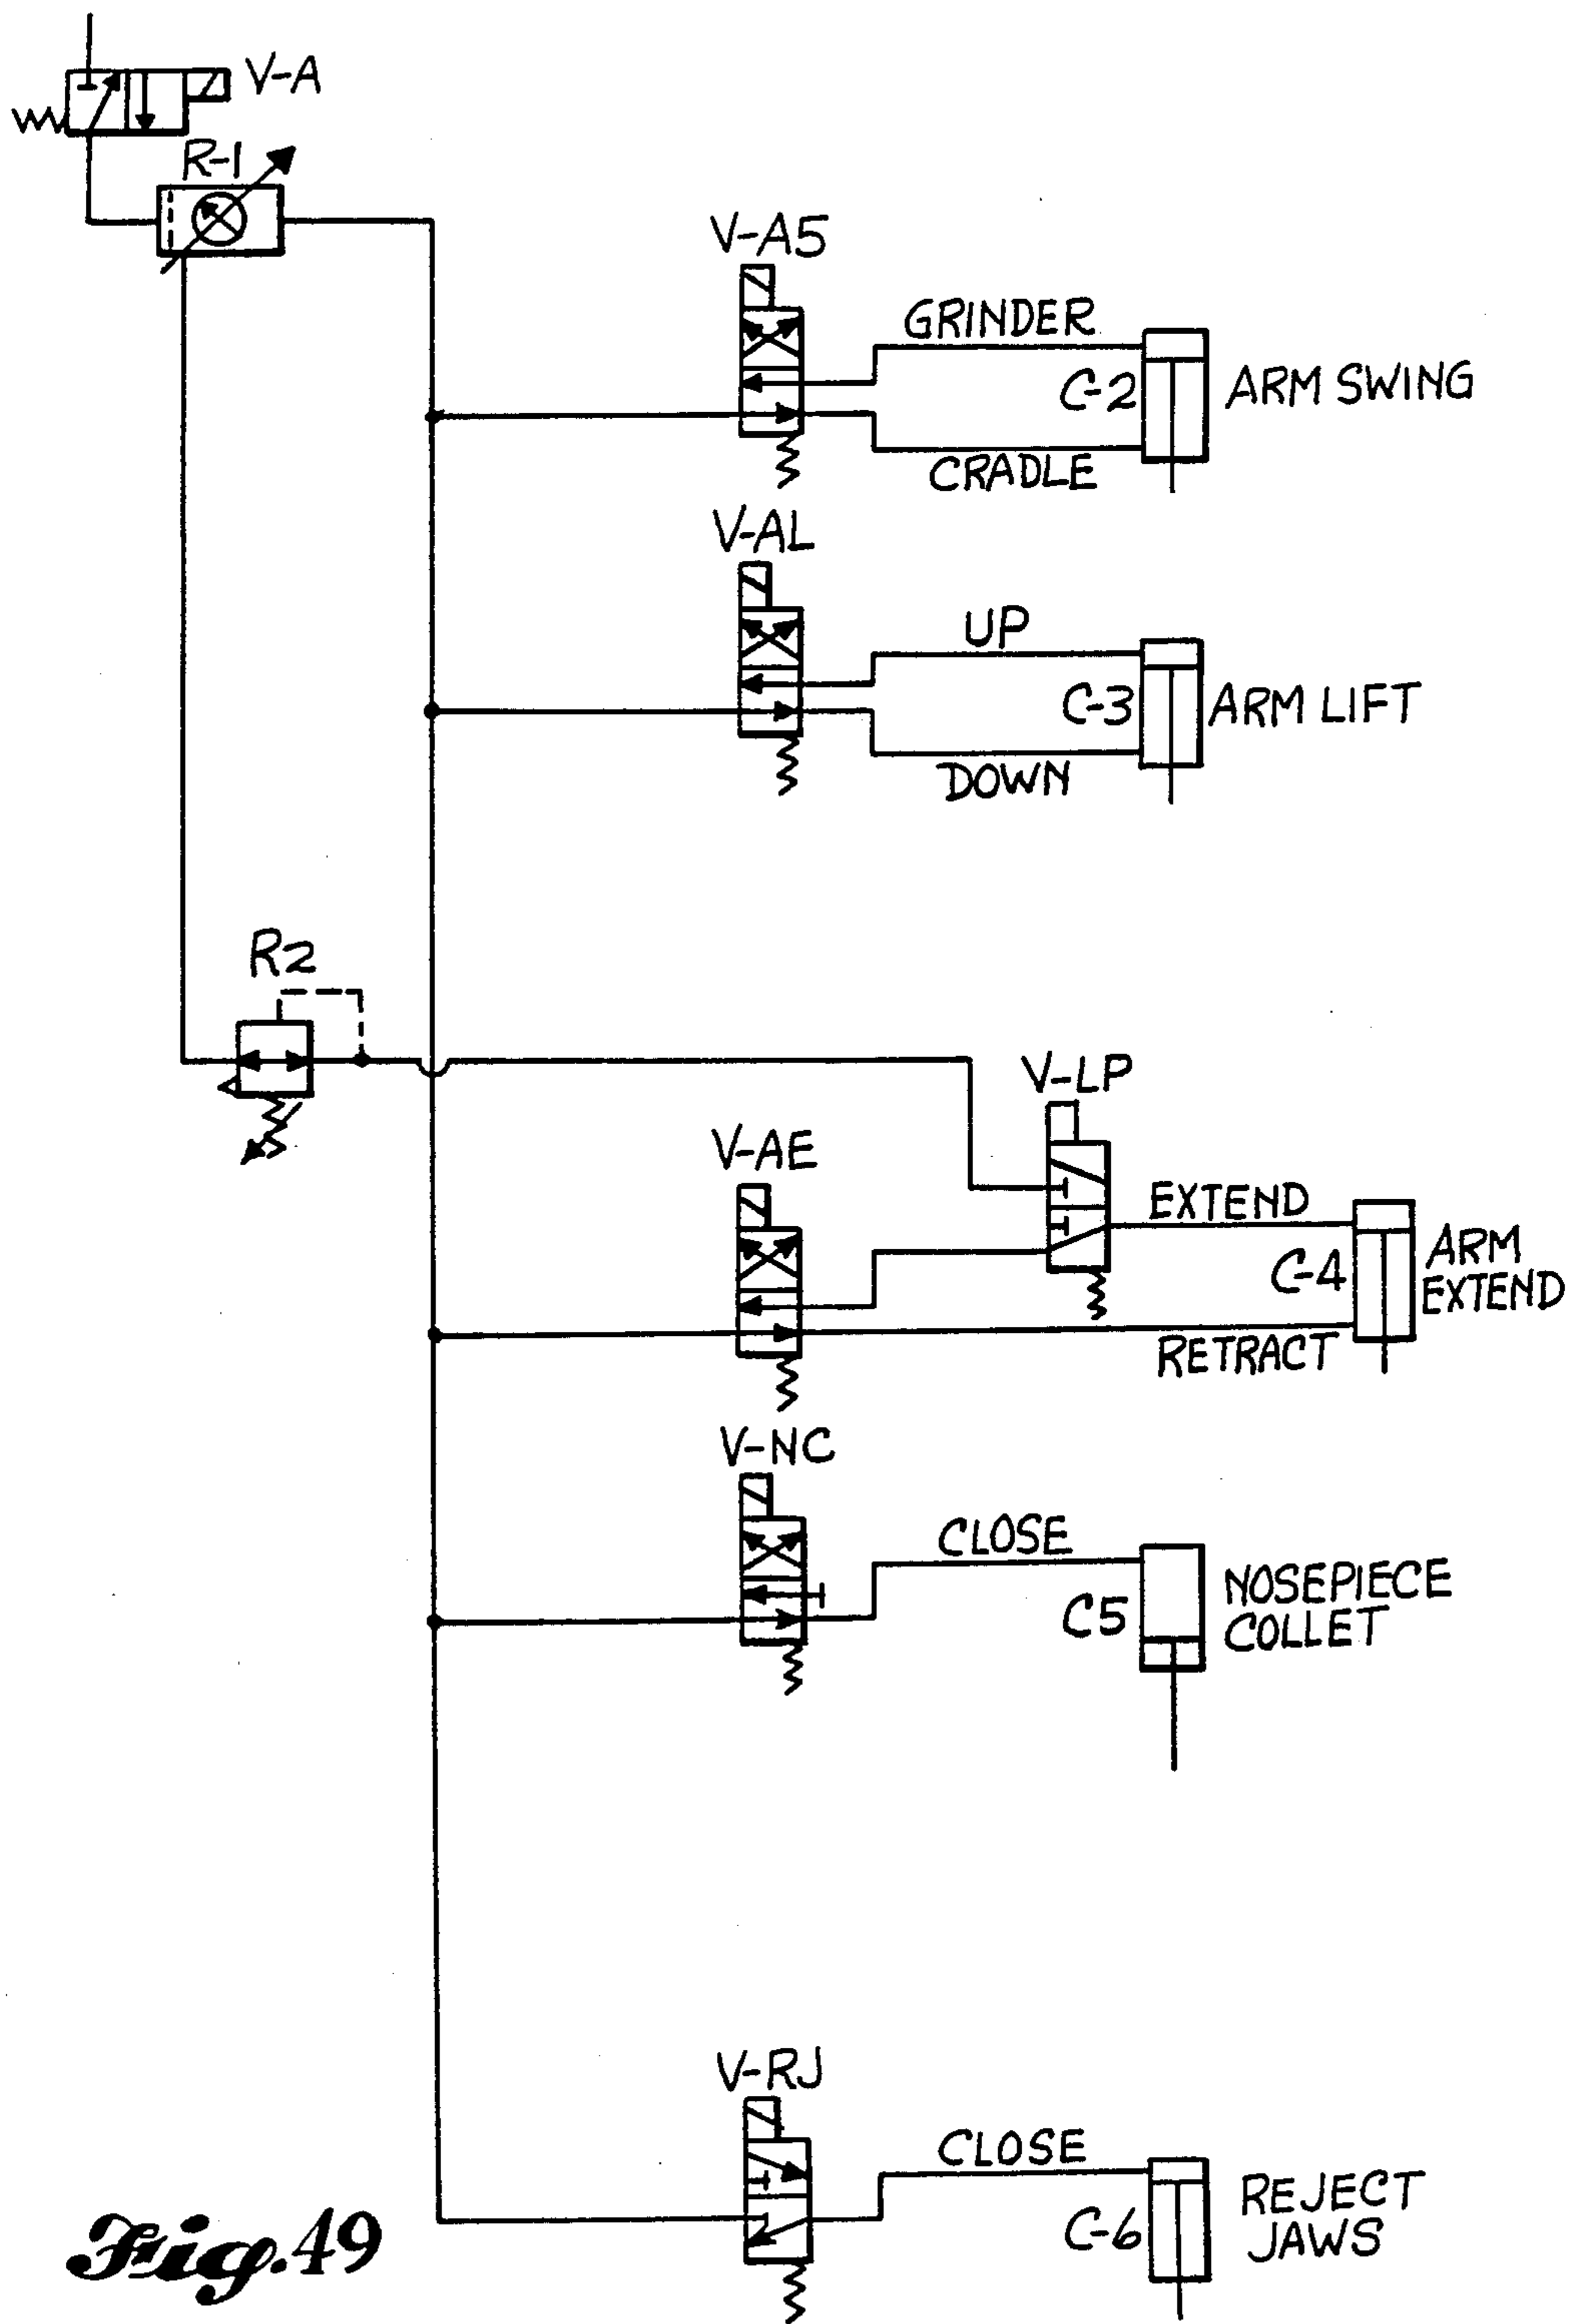 V-A
R-1
V-A5
GRINDER
C-2
ARM SWING
CRADLE
V-AL
UP
C-3
ARM LIFT
DOWN
R2
V-LP
V-AE
EXTEND
C-4
ARM
EXTEND
RETRACT
V-NC
CLOSE
C5
NOSEPIECE
COLLET
V-RJ
CLOSE
C-6
REJECT
JAWS
Fig. 49